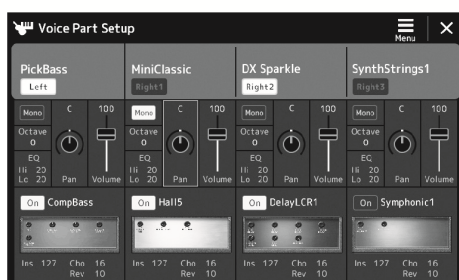 Voice Part Setup
Menu
PickBass MiniClassic DX Sparkle SynthStrings1
Left Right1 Right2 Right3
Mono C 100 Mono C 100 Mono C 100 Mono C 100
Octave Octave Octave Octave
0 0 0 0
EQ EQ EQ EQ
Hi 20 Hi 20 Hi 20 Hi 20
Lo 20 Pan Volume Lo 20 Pan Volume Lo 20 Pan Volume Lo 20 Pan Volume
On CompBass On Hall5 On DelayLCR1 On Symphonic1
Ins 127 Cho 16 Ins 127 Cho 16 Ins 127 Cho 16 Ins 127 Cho 16
Rev 10 Rev 10 Rev 10 Rev 10